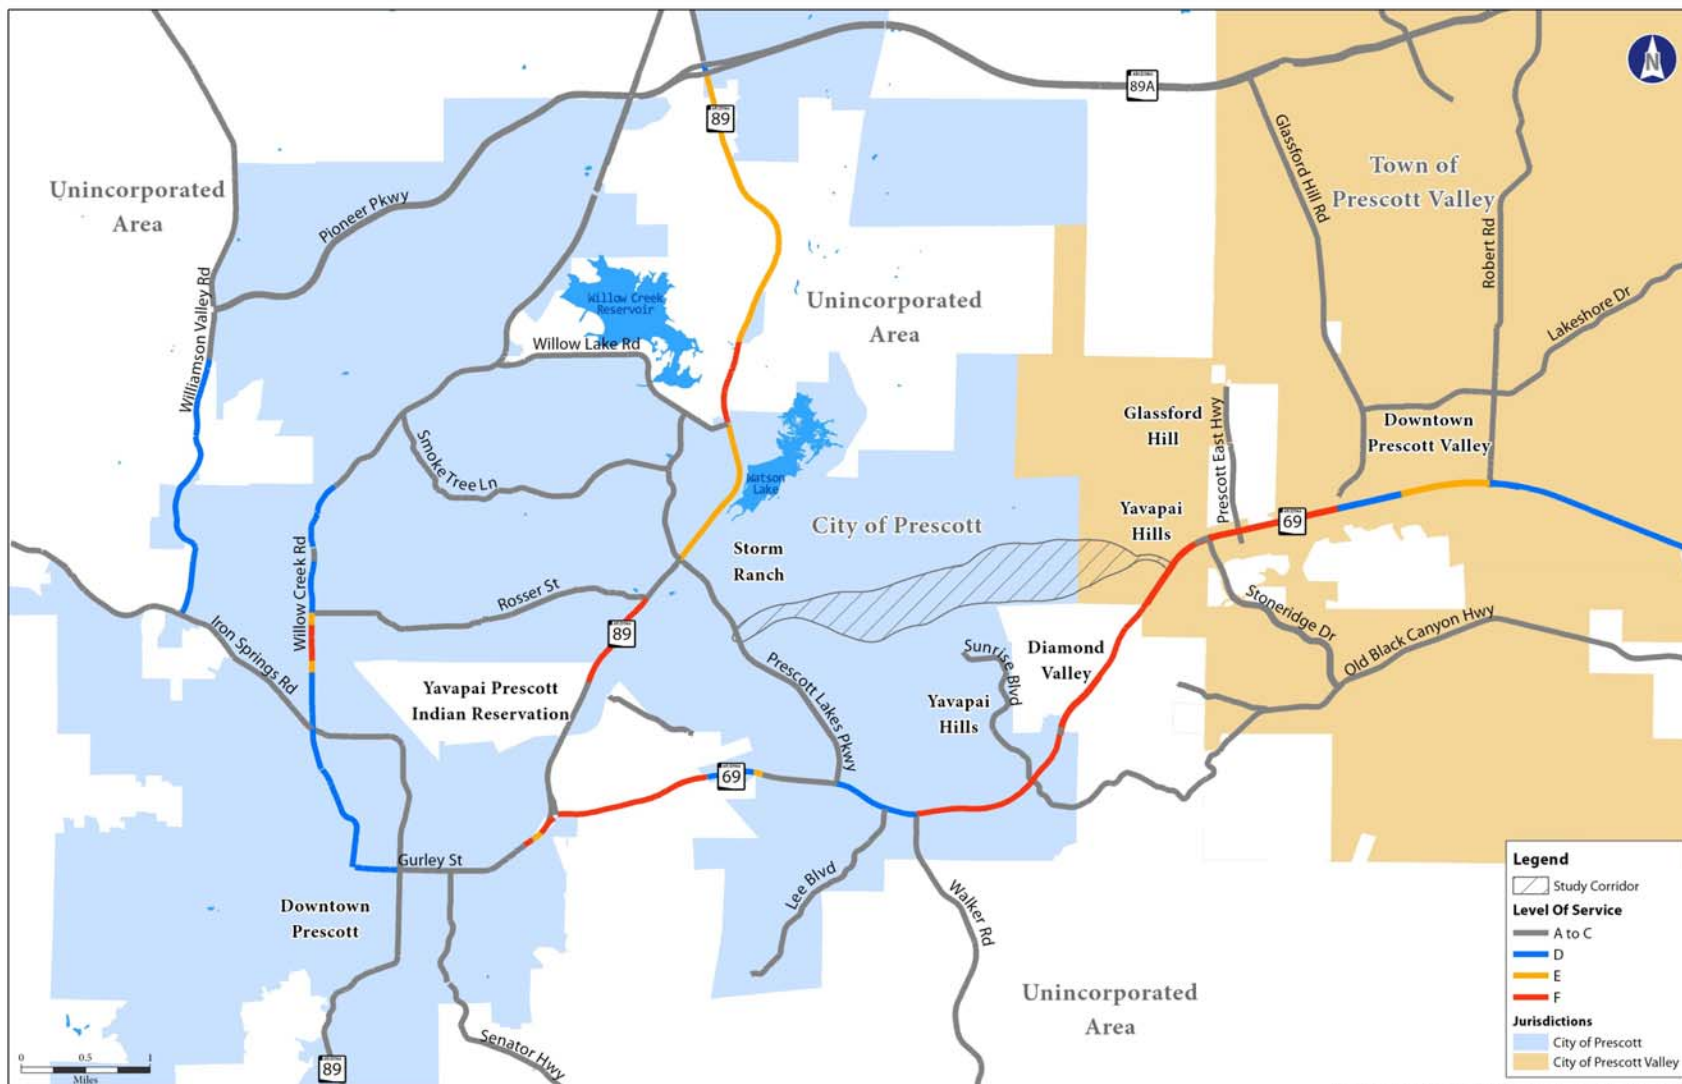 ARIZONA
89
ARIZONA
89A
N
Unincorporated
Area
Pioneer Pkwy
Glassford Hill Rd
Town of
Prescott Valley
Robert Rd
Williamson Valley Rd
Willow Creek
Reservoir
Willow Lake Rd
Unincorporated
Area
Lakeshore Dr
Smoke Tree Ln
Watson
Lake
Glassford
Hill
Prescott East Hwy
Downtown
Prescott Valley
City of Prescott
Yavapai
Hills
69
Storm
Ranch
Willow Creek Rd
Rosser St
89
Iron Springs Rd
Stoneridge Dr
Old Black Canyon Hwy
Diamond
Valley
Sunrise Blvd
Prescott Lakes Pkwy
Yavapai Prescott
Indian Reservation
Yavapai
Hills
69
Gurley St
Lee Blvd
Walker Rd
Downtown
Prescott
Unincorporated
Area
Senator Hwy
89
0 0.5 1
Miles
Legend
Study Corridor
Level Of Service
A to C
D
E
F
Jurisdictions
City of Prescott
City of Prescott Valley